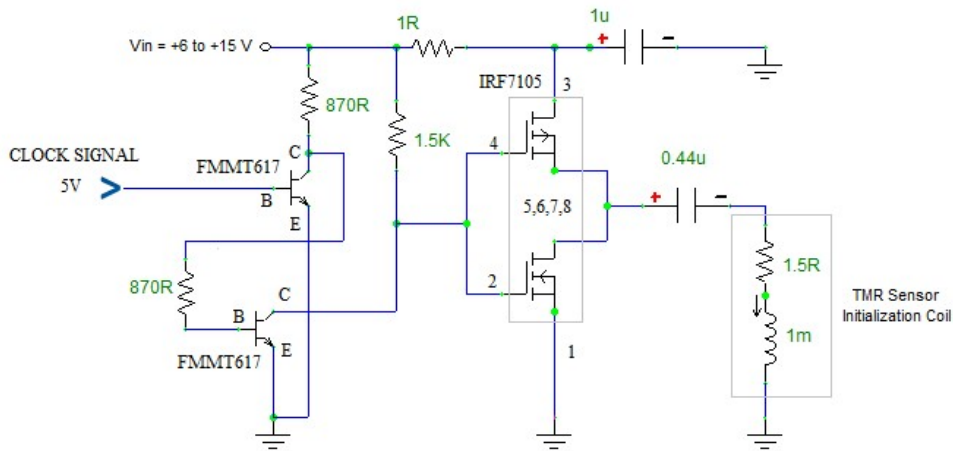 1R
1u
+
-
Vin = +6 to +15 V
IRF7105
3
870R
1.5K
CLOCK SIGNAL
5V
C
FMMT617
B
E
4
0.44u
+
-
5,6,7,8
870R
C
B
E
FMMT617
2
1.5R
1m
TMR Sensor
Initialization Coil
1